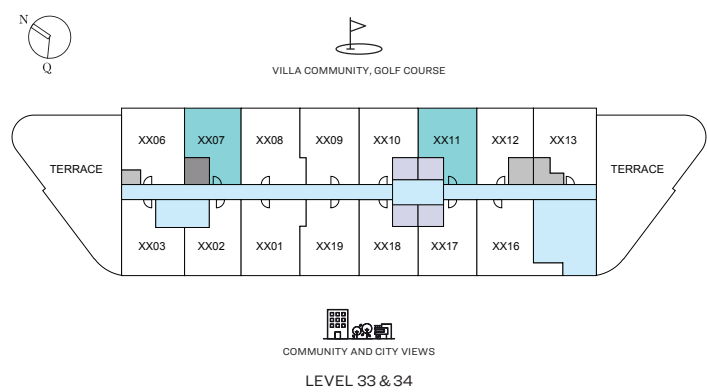 N
Q
VILLA COMMUNITY, GOLF COURSE
XX06 XX07 XX08 XX09 XX10 XX11 XX12 XX13
TERRACE TERRACE
XX03 XX02 XX01 XX19 XX18 XX17 XX16
COMMUNITY AND CITY VIEWS
LEVEL 33 & 34